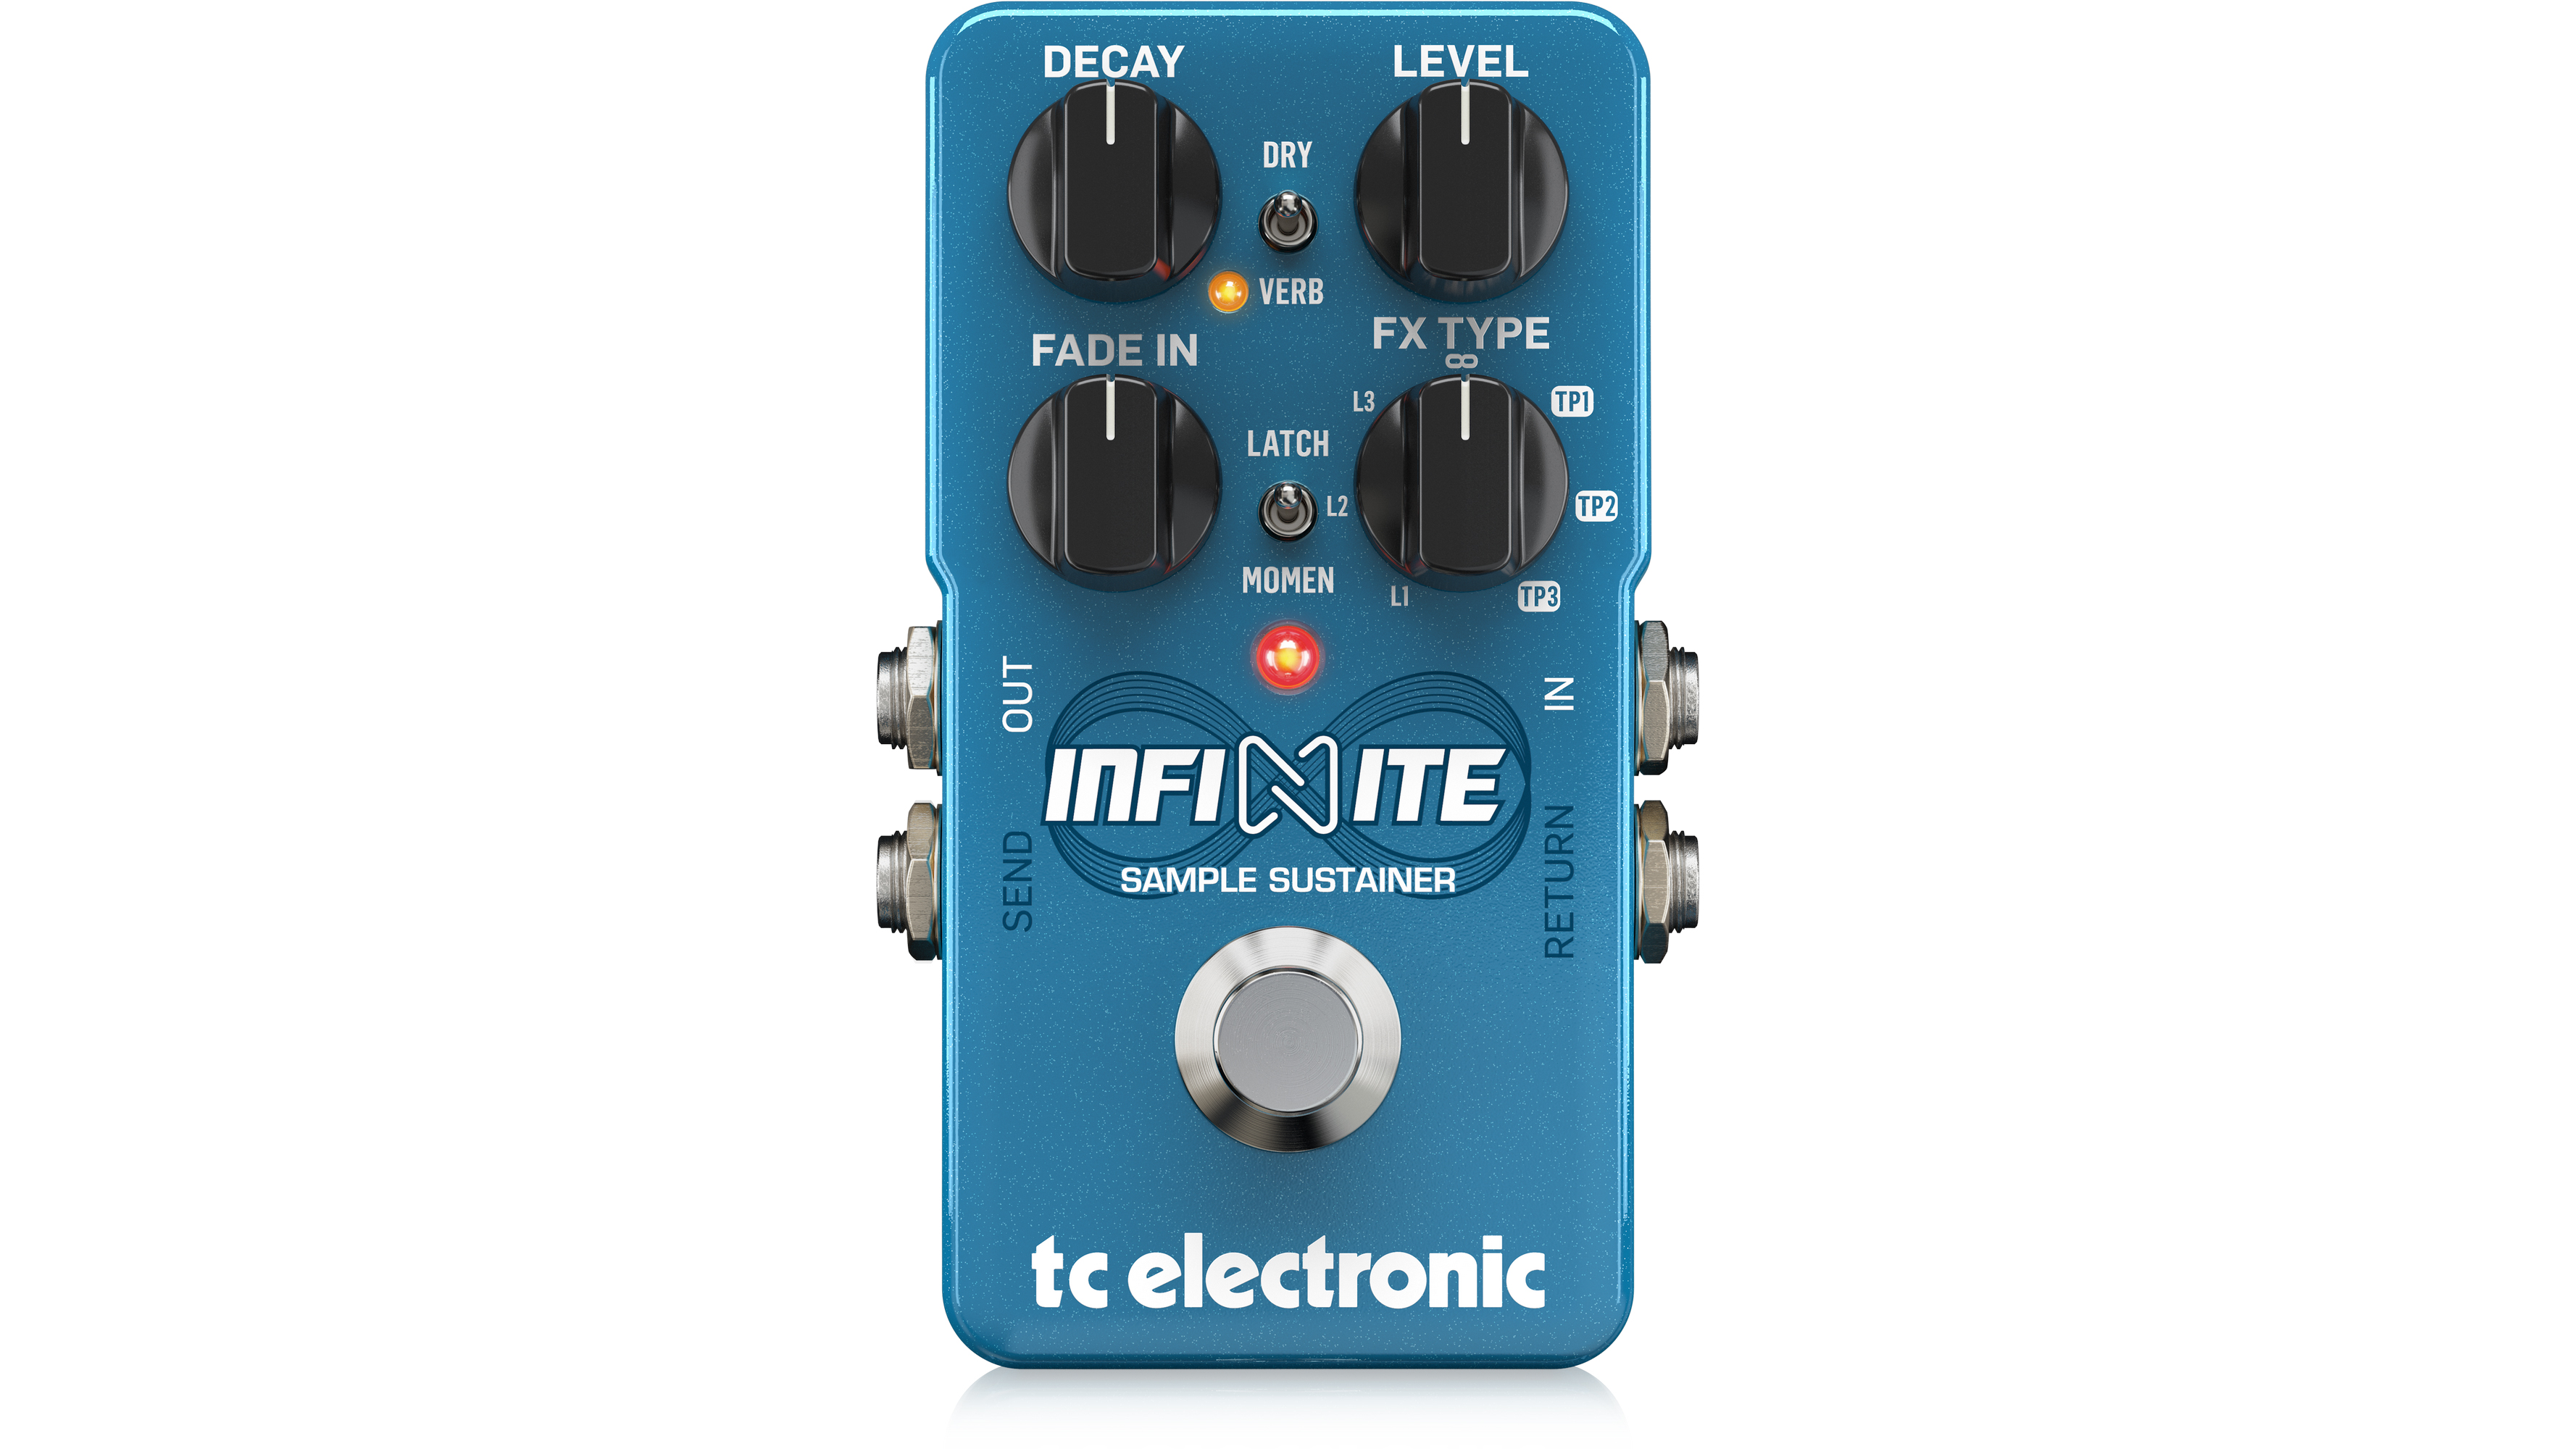 DECAY
LEVEL
DRY
VERB
FADE IN
FX TYPE
∞
L3
TP1
LATCH
L2
TP2
MOMEN
L1
TP3
OUT
IN
INFINITE
SEND
RETURN
SAMPLE SUSTAINER
tc electronic